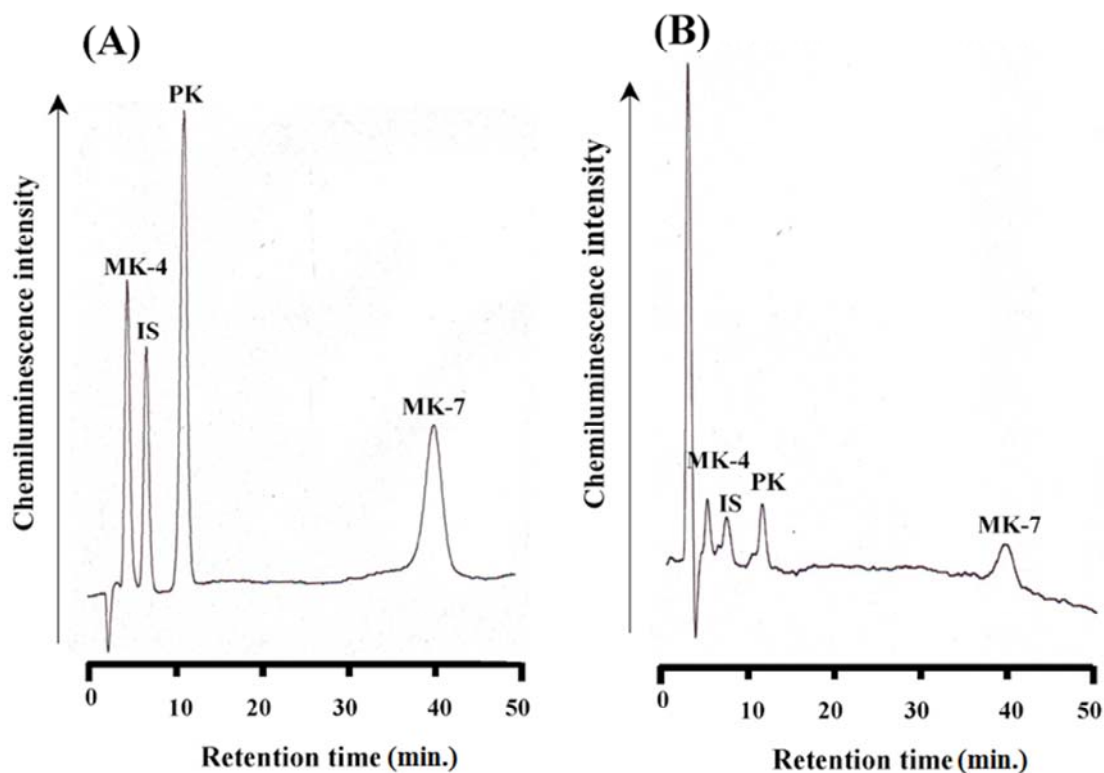 (A)
Chemiluminescence intensity
MK-4
IS
PK
MK-7
0 10 20 30 40 50
Retention time (min.)
(B)
Chemiluminescence intensity
MK-4
IS
PK
MK-7
0 10 20 30 40 50
Retention time (min.)